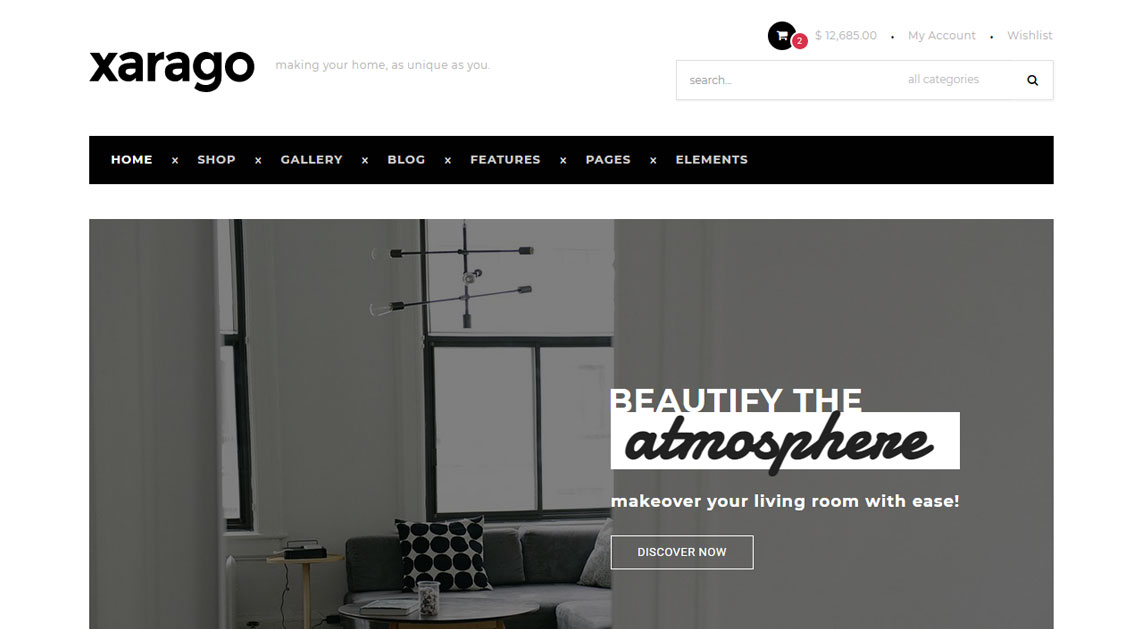 2
$ 12,685.00 • My Account • Wishlist
xarago
making your home, as unique as you.
search...
all categories
HOME x SHOP x GALLERY x BLOG x FEATURES x PAGES x ELEMENTS
BEAUTIFY THE
atmosphere
makeover your living room with ease!
DISCOVER NOW